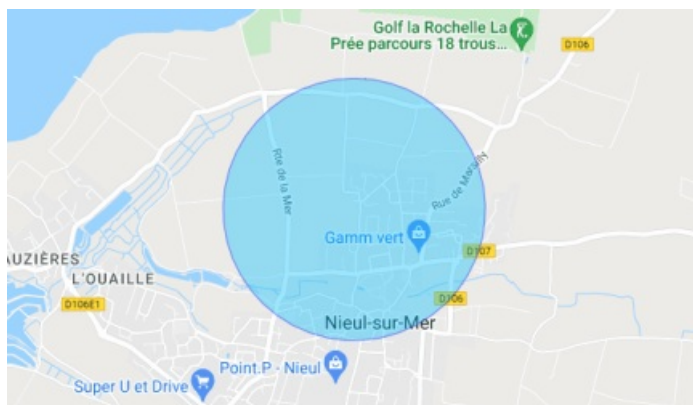 Golf la Rochelle La
Prée parcours 18 trous...
D106
Rte de la Mer
Rue de Marsilly
Gamm vert
D107
AUZIÈRES
L'OUAILLE
D106E1
D106
Nieul-sur-Mer
Point.P - Nieul
Super U et Drive